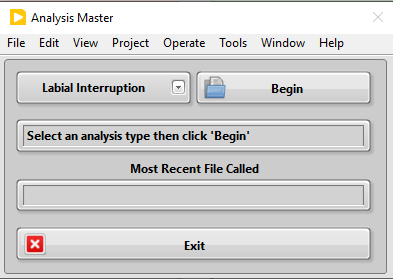 Analysis Master
File Edit View Project Operate Tools Window Help
Labial Interruption Begin
Select an analysis type then click 'Begin'
Most Recent File Called
Exit